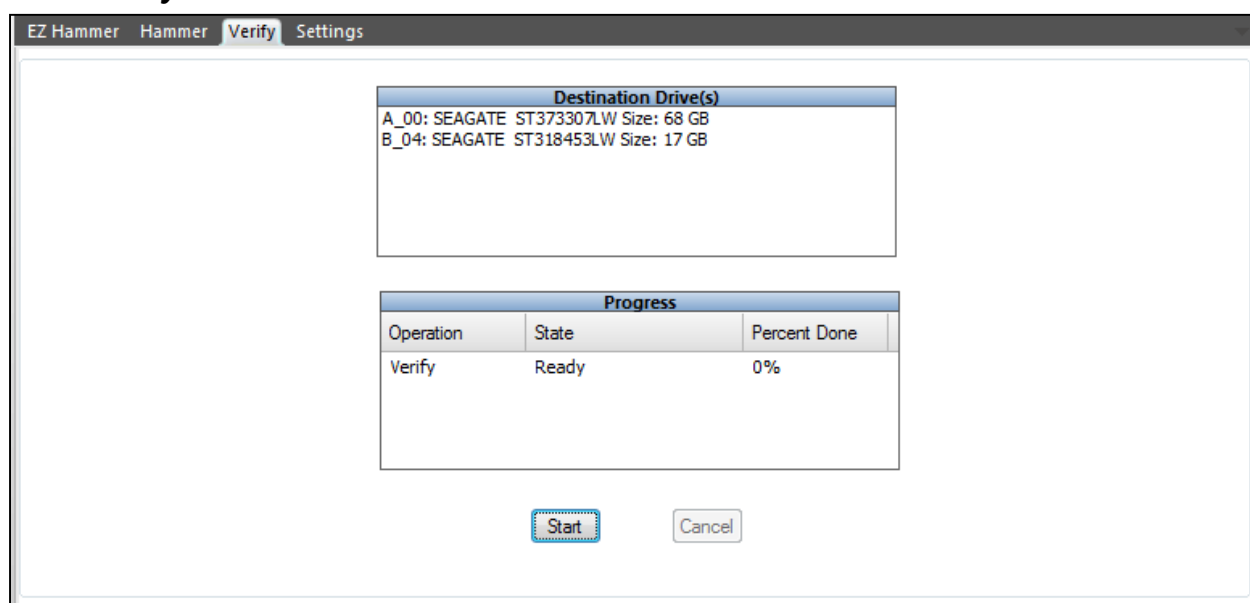 EZ Hammer Hammer Verify Settings
Destination Drive(s)
A_00: SEAGATE ST373307LW Size: 68 GB
B_04: SEAGATE ST318453LW Size: 17 GB
Progress
Operation State Percent Done
Verify Ready 0%
Start Cancel